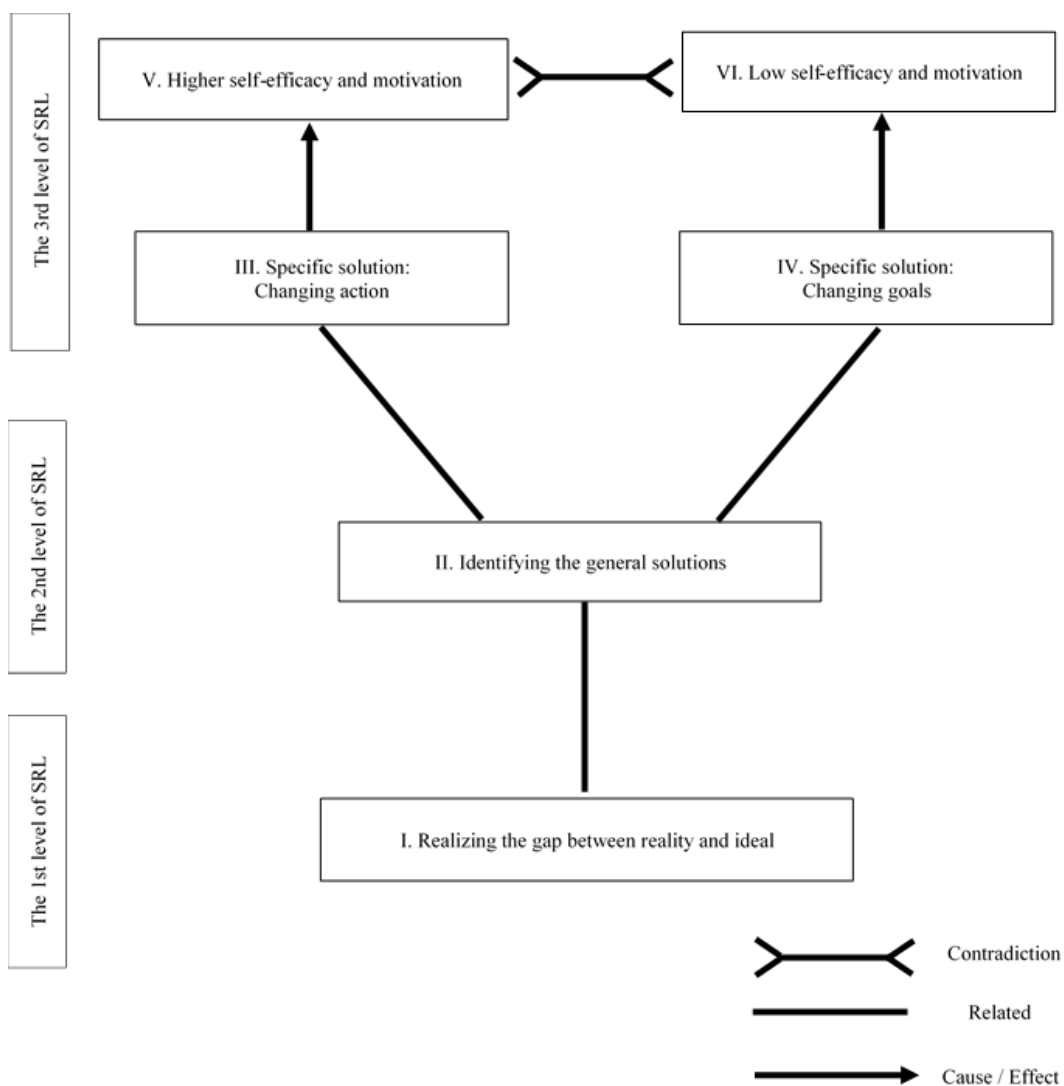 The 3rd level of SRL
V. Higher self-efficacy and motivation
VI. Low self-efficacy and motivation
III. Specific solution:
Changing action
IV. Specific solution:
Changing goals
The 2nd level of SRL
II. Identifying the general solutions
The 1st level of SRL
I. Realizing the gap between reality and ideal
Contradiction
Related
Cause / Effect